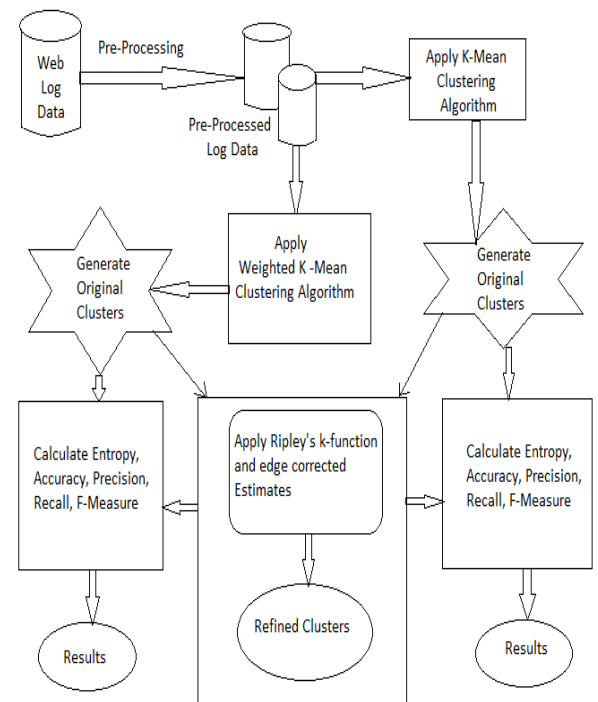 Web
Log
Data
Pre-Processing
Pre-Processed
Log Data
Apply K-Mean
Clustering
Algorithm
Apply
Weighted K -Mean
Clustering Algorithm
Generate
Original
Clusters
Generate
Original
Clusters
Calculate Entropy,
Accuracy, Precision,
Recall, F-Measure
Apply Ripley's k-function
and edge corrected
Estimates
Calculate Entropy,
Accuracy, Precision,
Recall, F-Measure
Results
Refined Clusters
Results